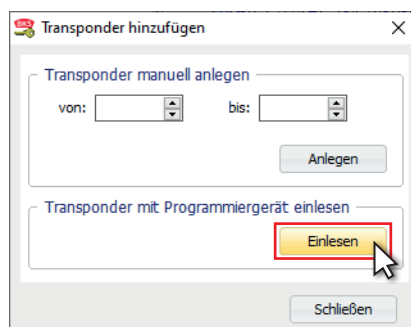 Transponder hinzufügen
Transponder manuell anlegen
von: bis:
Anlegen
Transponder mit Programmiergerät einlesen
Einlesen
Schließen